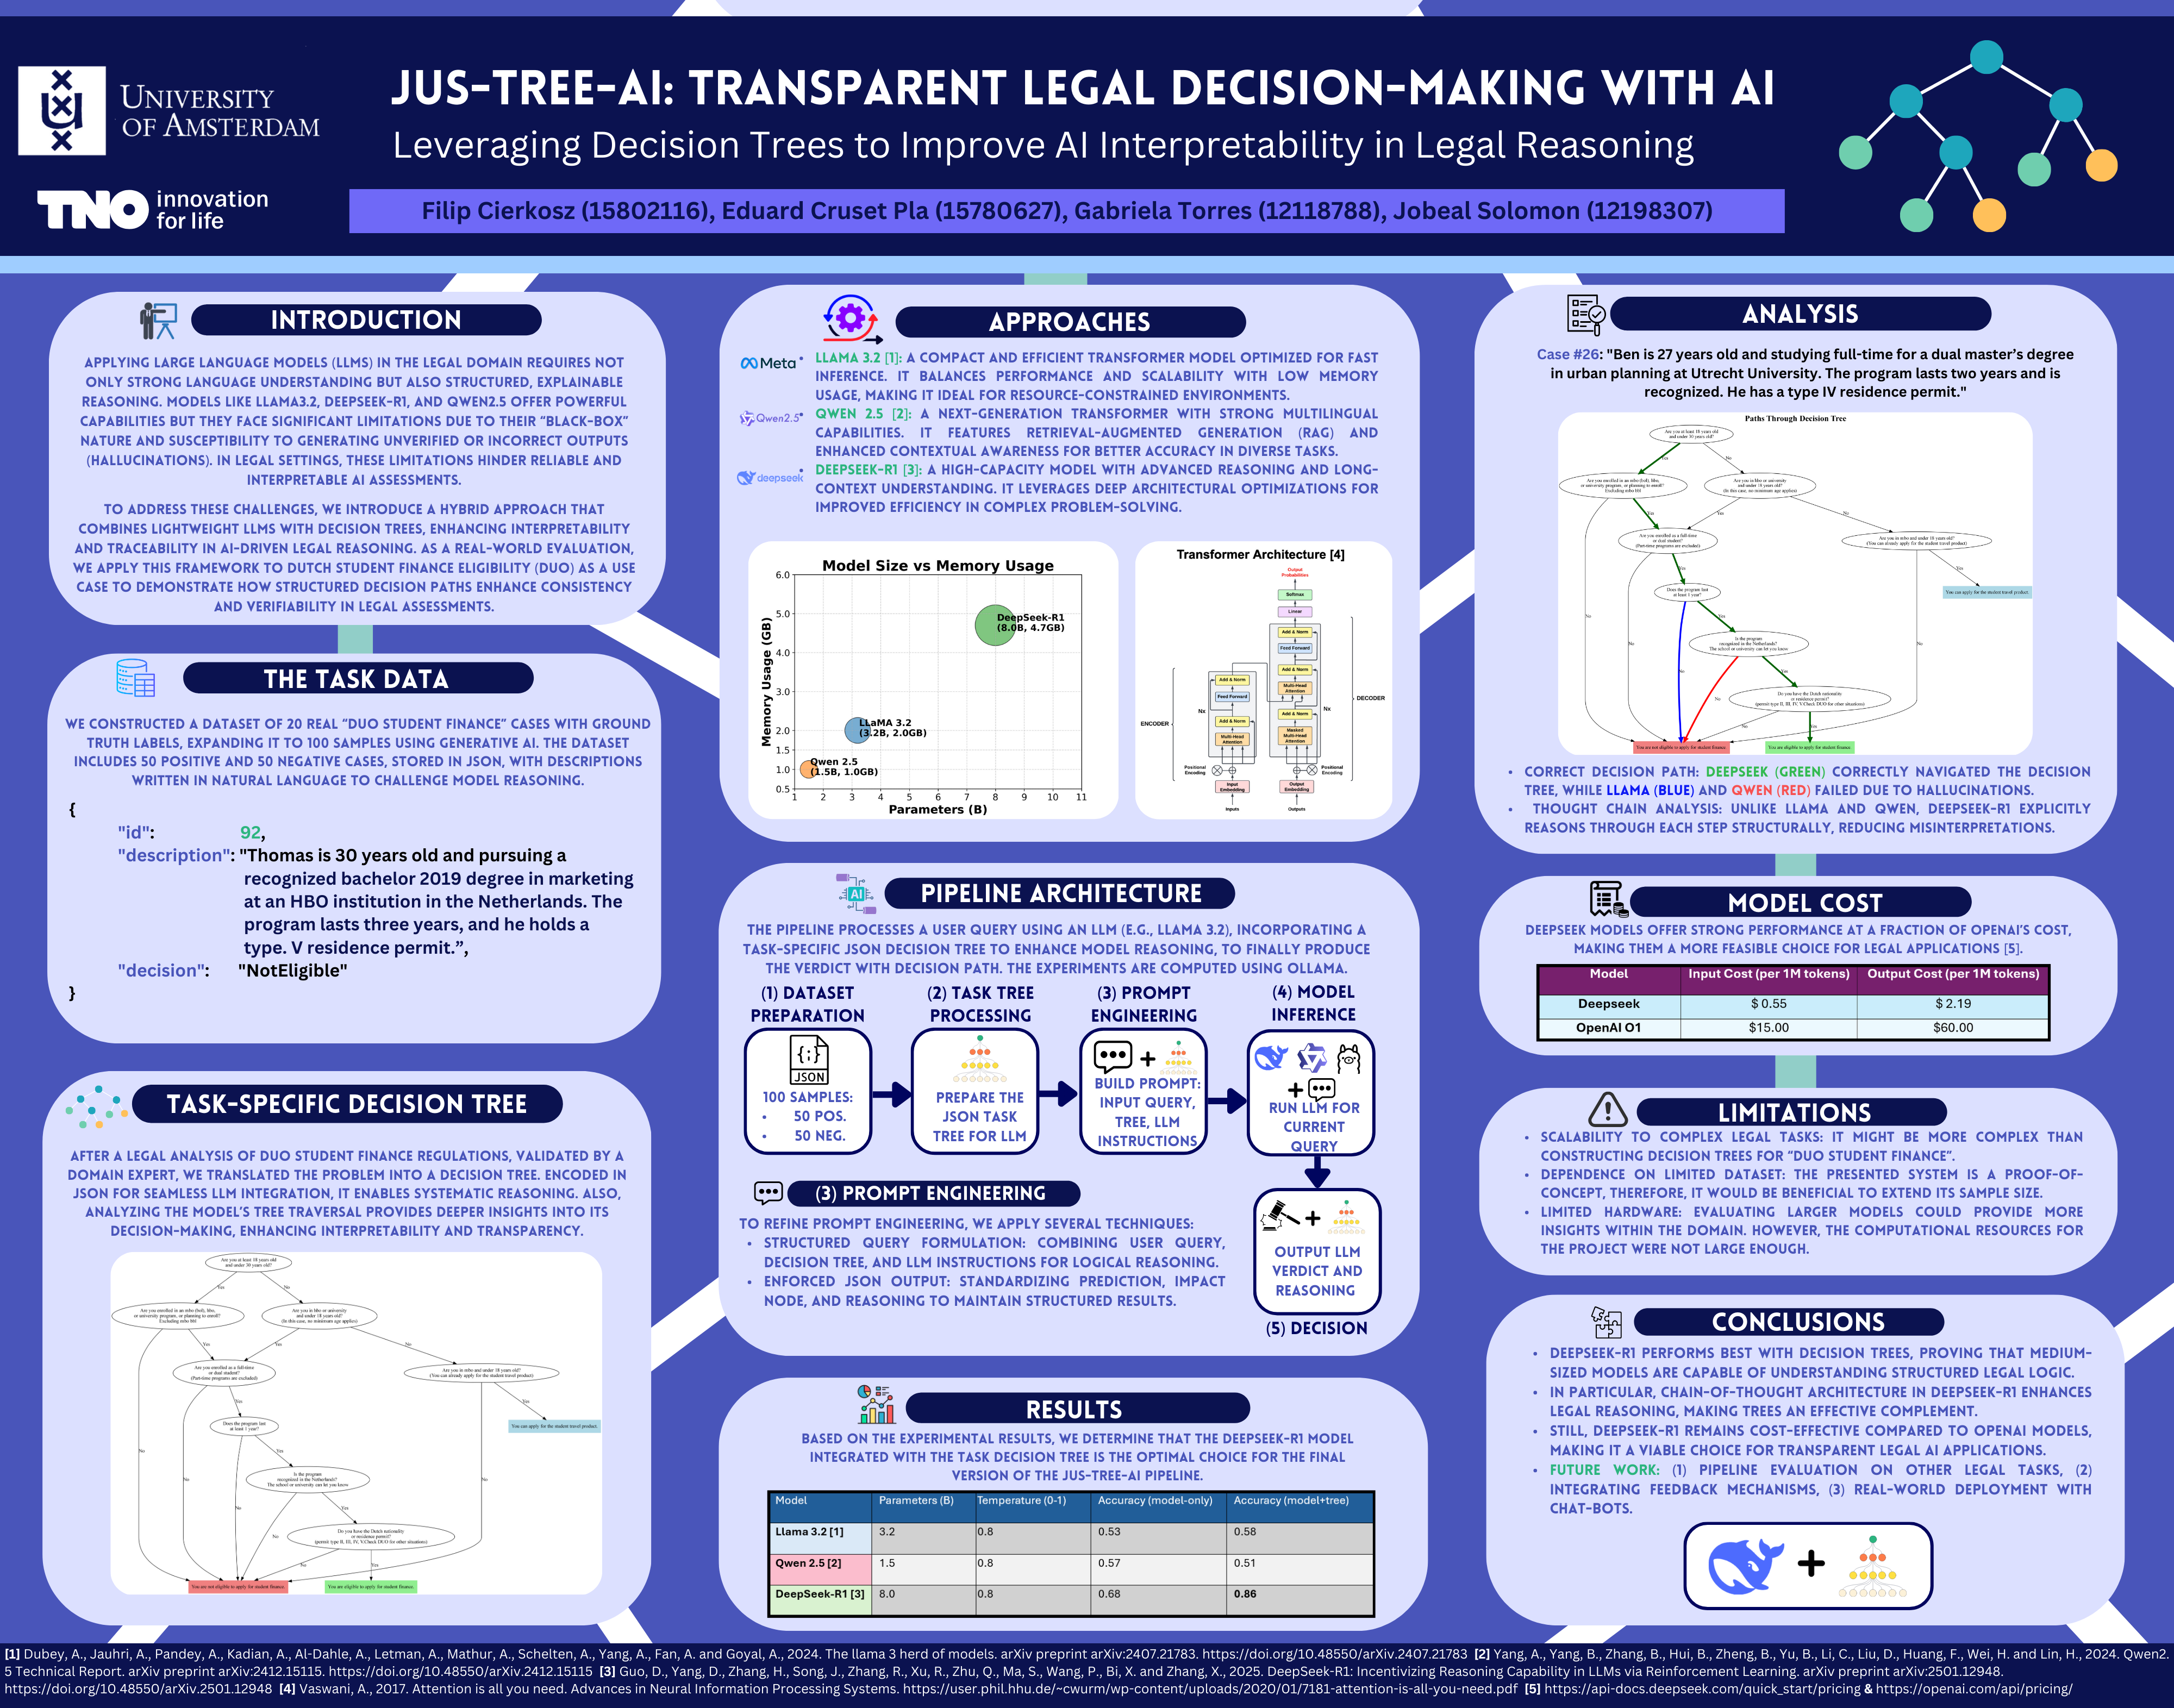 UNIVERSITY
OF AMSTERDAM
TNO innovation
for life
JUS-TREE-AI: TRANSPARENT LEGAL DECISION-MAKING WITH AI
Leveraging Decision Trees to Improve AI Interpretability in Legal Reasoning
Filip Cierkosz (15802116), Eduard Cruset Pla (15780627), Gabriela Torres (12118788), Jobeal Solomon (12198307)
INTRODUCTION
APPLYING LARGE LANGUAGE MODELS (LLMS) IN THE LEGAL DOMAIN REQUIRES NOT
ONLY STRONG LANGUAGE UNDERSTANDING BUT ALSO STRUCTURED, EXPLAINABLE
REASONING. MODELS LIKE LLAMA3.2, DEEPSEEK-R1, AND QWEN2.5 OFFER POWERFUL
CAPABILITIES BUT THEY FACE SIGNIFICANT LIMITATIONS DUE TO THEIR “BLACK-BOX”
NATURE AND SUSCEPTIBILITY TO GENERATING UNVERIFIED OR INCORRECT OUTPUTS
(HALLUCINATIONS). IN LEGAL SETTINGS, THESE LIMITATIONS HINDER RELIABLE AND
INTERPRETABLE AI ASSESSMENTS.
TO ADDRESS THESE CHALLENGES, WE INTRODUCE A HYBRID APPROACH THAT
COMBINES LIGHTWEIGHT LLMS WITH DECISION TREES, ENHANCING INTERPRETABILITY
AND TRACEABILITY IN AI-DRIVEN LEGAL REASONING. AS A REAL-WORLD EVALUATION,
WE APPLY THIS FRAMEWORK TO DUTCH STUDENT FINANCE ELIGIBILITY (DUO) AS A USE
CASE TO DEMONSTRATE HOW STRUCTURED DECISION PATHS ENHANCE CONSISTENCY
AND VERIFIABILITY IN LEGAL ASSESSMENTS.
THE TASK DATA
WE CONSTRUCTED A DATASET OF 20 REAL “DUO STUDENT FINANCE” CASES WITH GROUND
TRUTH LABELS, EXPANDING IT TO 100 SAMPLES USING GENERATIVE AI. THE DATASET
INCLUDES 50 POSITIVE AND 50 NEGATIVE CASES, STORED IN JSON, WITH DESCRIPTIONS
WRITTEN IN NATURAL LANGUAGE TO CHALLENGE MODEL REASONING.
{
"id": 92,
"description": "Thomas is 30 years old and pursuing a
recognized bachelor 2019 degree in marketing
at an HBO institution in the Netherlands. The
program lasts three years, and he holds a
type. V residence permit.”,
"decision": "NotEligible"
}
TASK-SPECIFIC DECISION TREE
AFTER A LEGAL ANALYSIS OF DUO STUDENT FINANCE REGULATIONS, VALIDATED BY A
DOMAIN EXPERT, WE TRANSLATED THE PROBLEM INTO A DECISION TREE. ENCODED IN
JSON FOR SEAMLESS LLM INTEGRATION, IT ENABLES SYSTEMATIC REASONING. ALSO,
ANALYZING THE MODEL’S TREE TRAVERSAL PROVIDES DEEPER INSIGHTS INTO ITS
DECISION-MAKING, ENHANCING INTERPRETABILITY AND TRANSPARENCY.
Are you at least 18 years old
and under 30 years old?
Yes
No
Are you enrolled in an mbo (bol), hbo,
or university program, or planning to enroll?
Excluding mbo bbl
Are you in hbo or university
and under 18 years old?
(In this case, no minimum age applies)
Yes
Yes
No
Are you enrolled as a full-time
or dual student?
(Part-time programs are excluded)
Are you in mbo and under 18 years old?
(You can already apply for the student travel product)
Yes
Yes
Does the program last
at least 1 year?
You can apply for the student travel product.
No
Yes
Is the program
recognized in the Netherlands?
The school or university can let you know
No
No
No
Yes
No
Do you have the Dutch nationality
or residence permit?
(permit type II, III, IV, V.Check DUO for other situations)
No
Yes
You are not eligible to apply for student finance.
You are eligible to apply for student finance.
APPROACHES
Meta
• LLAMA 3.2 [1]: A COMPACT AND EFFICIENT TRANSFORMER MODEL OPTIMIZED FOR FAST
INFERENCE. IT BALANCES PERFORMANCE AND SCALABILITY WITH LOW MEMORY
USAGE, MAKING IT IDEAL FOR RESOURCE-CONSTRAINED ENVIRONMENTS.
Qwen2.5
• QWEN 2.5 [2]: A NEXT-GENERATION TRANSFORMER WITH STRONG MULTILINGUAL
CAPABILITIES. IT FEATURES RETRIEVAL-AUGMENTED GENERATION (RAG) AND
ENHANCED CONTEXTUAL AWARENESS FOR BETTER ACCURACY IN DIVERSE TASKS.
deepseek
• DEEPSEEK-R1 [3]: A HIGH-CAPACITY MODEL WITH ADVANCED REASONING AND LONG-
CONTEXT UNDERSTANDING. IT LEVERAGES DEEP ARCHITECTURAL OPTIMIZATIONS FOR
IMPROVED EFFICIENCY IN COMPLEX PROBLEM-SOLVING.
Model Size vs Memory Usage
Memory Usage (GB)
6.0
5.0
4.0
3.0
2.0
1.5
1.0
0.5
DeepSeek-R1
(8.0B, 4.7GB)
LLaMA 3.2
(3.2B, 2.0GB)
Qwen 2.5
(1.5B, 1.0GB)
1 2 3 4 5 6 7 8 9 10 11
Parameters (B)
Transformer Architecture [4]
Output
Probabilities
Softmax
Linear
Add & Norm
Feed Forward
Add & Norm
Multi-Head
Attention
Add & Norm
Masked
Multi-Head
Attention
DECODER
Nx
Add & Norm
Feed Forward
Add & Norm
Multi-Head
Attention
ENCODER
Nx
Positional
Encoding
Positional
Encoding
Input
Embedding
Output
Embedding
Inputs
Outputs
PIPELINE ARCHITECTURE
THE PIPELINE PROCESSES A USER QUERY USING AN LLM (E.G., LLAMA 3.2), INCORPORATING A
TASK-SPECIFIC JSON DECISION TREE TO ENHANCE MODEL REASONING, TO FINALLY PRODUCE
THE VERDICT WITH DECISION PATH. THE EXPERIMENTS ARE COMPUTED USING OLLAMA.
(1) DATASET
PREPARATION
JSON
100 SAMPLES:
• 50 POS.
• 50 NEG.
(2) TASK TREE
PROCESSING
PREPARE THE
JSON TASK
TREE FOR LLM
(3) PROMPT
ENGINEERING
+
BUILD PROMPT:
INPUT QUERY,
TREE, LLM
INSTRUCTIONS
(4) MODEL
INFERENCE
+
RUN LLM FOR
CURRENT
QUERY
+
OUTPUT LLM
VERDICT AND
REASONING
(5) DECISION
(3) PROMPT ENGINEERING
TO REFINE PROMPT ENGINEERING, WE APPLY SEVERAL TECHNIQUES:
• STRUCTURED QUERY FORMULATION: COMBINING USER QUERY,
DECISION TREE, AND LLM INSTRUCTIONS FOR LOGICAL REASONING.
• ENFORCED JSON OUTPUT: STANDARDIZING PREDICTION, IMPACT
NODE, AND REASONING TO MAINTAIN STRUCTURED RESULTS.
RESULTS
BASED ON THE EXPERIMENTAL RESULTS, WE DETERMINE THAT THE DEEPSEEK-R1 MODEL
INTEGRATED WITH THE TASK DECISION TREE IS THE OPTIMAL CHOICE FOR THE FINAL
VERSION OF THE JUS-TREE-AI PIPELINE.
Model Parameters (B) Temperature (0-1) Accuracy (model-only) Accuracy (model+tree)
Llama 3.2 [1] 3.2 0.8 0.53 0.58
Qwen 2.5 [2] 1.5 0.8 0.57 0.51
DeepSeek-R1 [3] 8.0 0.8 0.68 0.86
ANALYSIS
Case #26: "Ben is 27 years old and studying full-time for a dual master’s degree
in urban planning at Utrecht University. The program lasts two years and is
recognized. He has a type IV residence permit."
Paths Through Decision Tree
Are you at least 18 years old
and under 30 years old?
Yes
No
Are you enrolled in an mbo (bol), hbo,
or university program, or planning to enroll?
Excluding mbo bbl
Are you in hbo or university
and under 18 years old?
(In this case, no minimum age applies)
Yes
Yes
No
Are you enrolled as a full-time
or dual student?
(Part-time programs are excluded)
Are you in mbo and under 18 years old?
(You can already apply for the student travel product)
Yes
Yes
Does the program last
at least 1 year?
You can apply for the student travel product.
No
Yes
Is the program
recognized in the Netherlands?
The school or university can let you know
No
No
No
No
Yes
Do you have the Dutch nationality
or residence permit?
(permit type II, III, IV, V.Check DUO for other situations)
No
Yes
You are not eligible to apply for student finance.
You are eligible to apply for student finance.
• CORRECT DECISION PATH: DEEPSEEK (GREEN) CORRECTLY NAVIGATED THE DECISION
TREE, WHILE LLAMA (BLUE) AND QWEN (RED) FAILED DUE TO HALLUCINATIONS.
• THOUGHT CHAIN ANALYSIS: UNLIKE LLAMA AND QWEN, DEEPSEEK-R1 EXPLICITLY
REASONS THROUGH EACH STEP STRUCTURALLY, REDUCING MISINTERPRETATIONS.
MODEL COST
DEEPSEEK MODELS OFFER STRONG PERFORMANCE AT A FRACTION OF OPENAI’S COST,
MAKING THEM A MORE FEASIBLE CHOICE FOR LEGAL APPLICATIONS [5].
Model Input Cost (per 1M tokens) Output Cost (per 1M tokens)
Deepseek $ 0.55 $ 2.19
OpenAI O1 $15.00 $60.00
LIMITATIONS
• SCALABILITY TO COMPLEX LEGAL TASKS: IT MIGHT BE MORE COMPLEX THAN
CONSTRUCTING DECISION TREES FOR “DUO STUDENT FINANCE”.
• DEPENDENCE ON LIMITED DATASET: THE PRESENTED SYSTEM IS A PROOF-OF-
CONCEPT, THEREFORE, IT WOULD BE BENEFICIAL TO EXTEND ITS SAMPLE SIZE.
• LIMITED HARDWARE: EVALUATING LARGER MODELS COULD PROVIDE MORE
INSIGHTS WITHIN THE DOMAIN. HOWEVER, THE COMPUTATIONAL RESOURCES FOR
THE PROJECT WERE NOT LARGE ENOUGH.
CONCLUSIONS
• DEEPSEEK-R1 PERFORMS BEST WITH DECISION TREES, PROVING THAT MEDIUM-
SIZED MODELS ARE CAPABLE OF UNDERSTANDING STRUCTURED LEGAL LOGIC.
• IN PARTICULAR, CHAIN-OF-THOUGHT ARCHITECTURE IN DEEPSEEK-R1 ENHANCES
LEGAL REASONING, MAKING TREES AN EFFECTIVE COMPLEMENT.
• STILL, DEEPSEEK-R1 REMAINS COST-EFFECTIVE COMPARED TO OPENAI MODELS,
MAKING IT A VIABLE CHOICE FOR TRANSPARENT LEGAL AI APPLICATIONS.
• FUTURE WORK: (1) PIPELINE EVALUATION ON OTHER LEGAL TASKS, (2)
INTEGRATING FEEDBACK MECHANISMS, (3) REAL-WORLD DEPLOYMENT WITH
CHAT-BOTS.
+
[1] Dubey, A., Jauhri, A., Pandey, A., Kadian, A., Al-Dahle, A., Letman, A., Mathur, A., Schelten, A., Yang, A., Fan, A. and Goyal, A., 2024. The llama 3 herd of models. arXiv preprint arXiv:2407.21783. https://doi.org/10.48550/arXiv.2407.21783 [2] Yang, A., Yang, B., Zhang, B., Hui, B., Zheng, B., Yu, B., Li, C., Liu, D., Huang, F., Wei, H. and Lin, H., 2024. Qwen2.
5 Technical Report. arXiv preprint arXiv:2412.15115. https://doi.org/10.48550/arXiv.2412.15115 [3] Guo, D., Yang, D., Zhang, H., Song, J., Zhang, R., Xu, R., Zhu, Q., Ma, S., Wang, P., Bi, X. and Zhang, X., 2025. DeepSeek-R1: Incentivizing Reasoning Capability in LLMs via Reinforcement Learning. arXiv preprint arXiv:2501.12948.
https://doi.org/10.48550/arXiv.2501.12948 [4] Vaswani, A., 2017. Attention is all you need. Advances in Neural Information Processing Systems. https://user.phil.hhu.de/~cwurm/wp-content/uploads/2020/01/7181-attention-is-all-you-need.pdf [5] https://api-docs.deepseek.com/quick_start/pricing & https://openai.com/api/pricing/